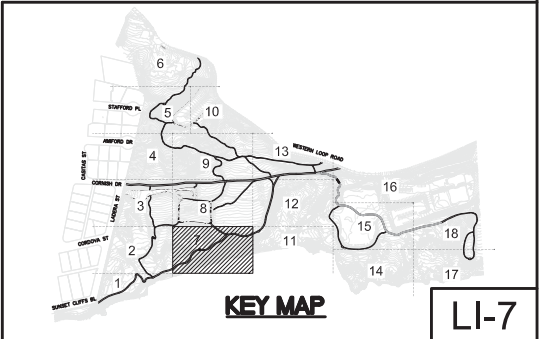 6
STAFFORD PL
5
10
AMIFORD DR
13
WESTERN LOOP ROAD
CASITAS ST
4
9
CORNISH DR
16
LADERA ST
3
8
12
15
CORDOVA ST
7
11
18
2
14
17
1
SUNSET CLIFFS BL
KEY MAP
LI-7